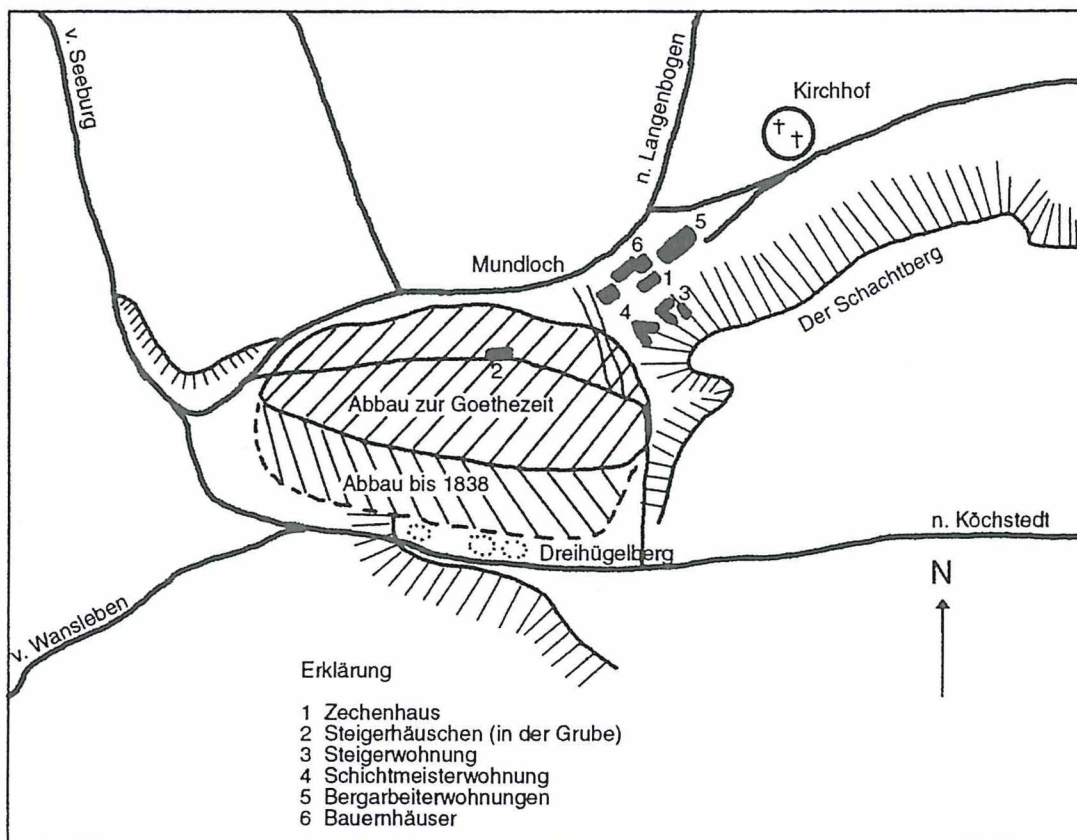 v. Seeburg
n. Langenbogen
Kirchhof
† †
5
6
Mundloch
1
3
4
Der Schachtberg
2
Abbau zur Goethezeit
Abbau bis 1838
n. Köchstedt
Dreihügelberg
N
v. Wansleben
Erklärung
1 Zechenhaus
2 Steigerhäuschen (in der Grube)
3 Steigerwohnung
4 Schichtmeisterwohnung
5 Bergarbeiterwohnungen
6 Bauernhäuser